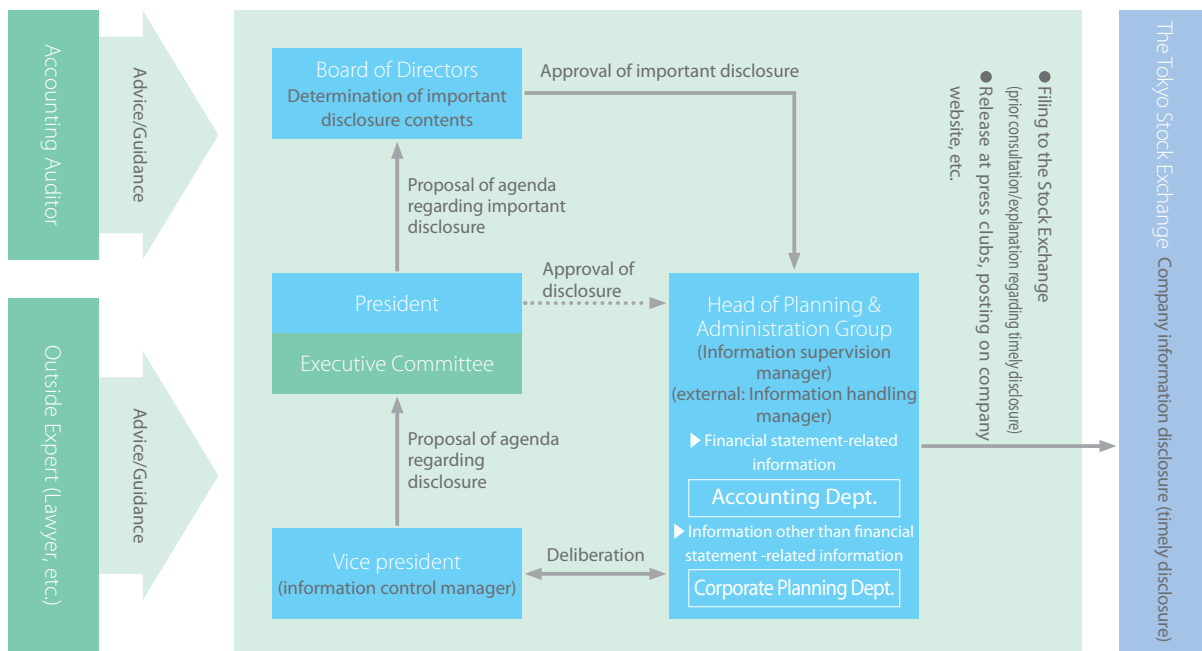 Accounting Auditor
Advice/Guidance
Outside Expert (Lawyer, etc.)
Advice/Guidance
Board of Directors
Determination of important
disclosure contents
Approval of important disclosure
Proposal of agenda
regarding important
disclosure
President
Executive Committee
Approval of
disclosure
Proposal of agenda
regarding
disclosure
Vice president
(information control manager)
Deliberation
Head of Planning &
Administration Group
(Information supervision
manager)
(external: Information handling
manager)
▶ Financial statement-related
information
Accounting Dept.
▶ Information other than financial
statement -related information
Corporate Planning Dept.
● Filing to the Stock Exchange
(prior consultation/explanation regarding timely disclosure)
● Release at press clubs, posting on company
website, etc.
The Tokyo Stock Exchange Company information disclosure (timely disclosure)